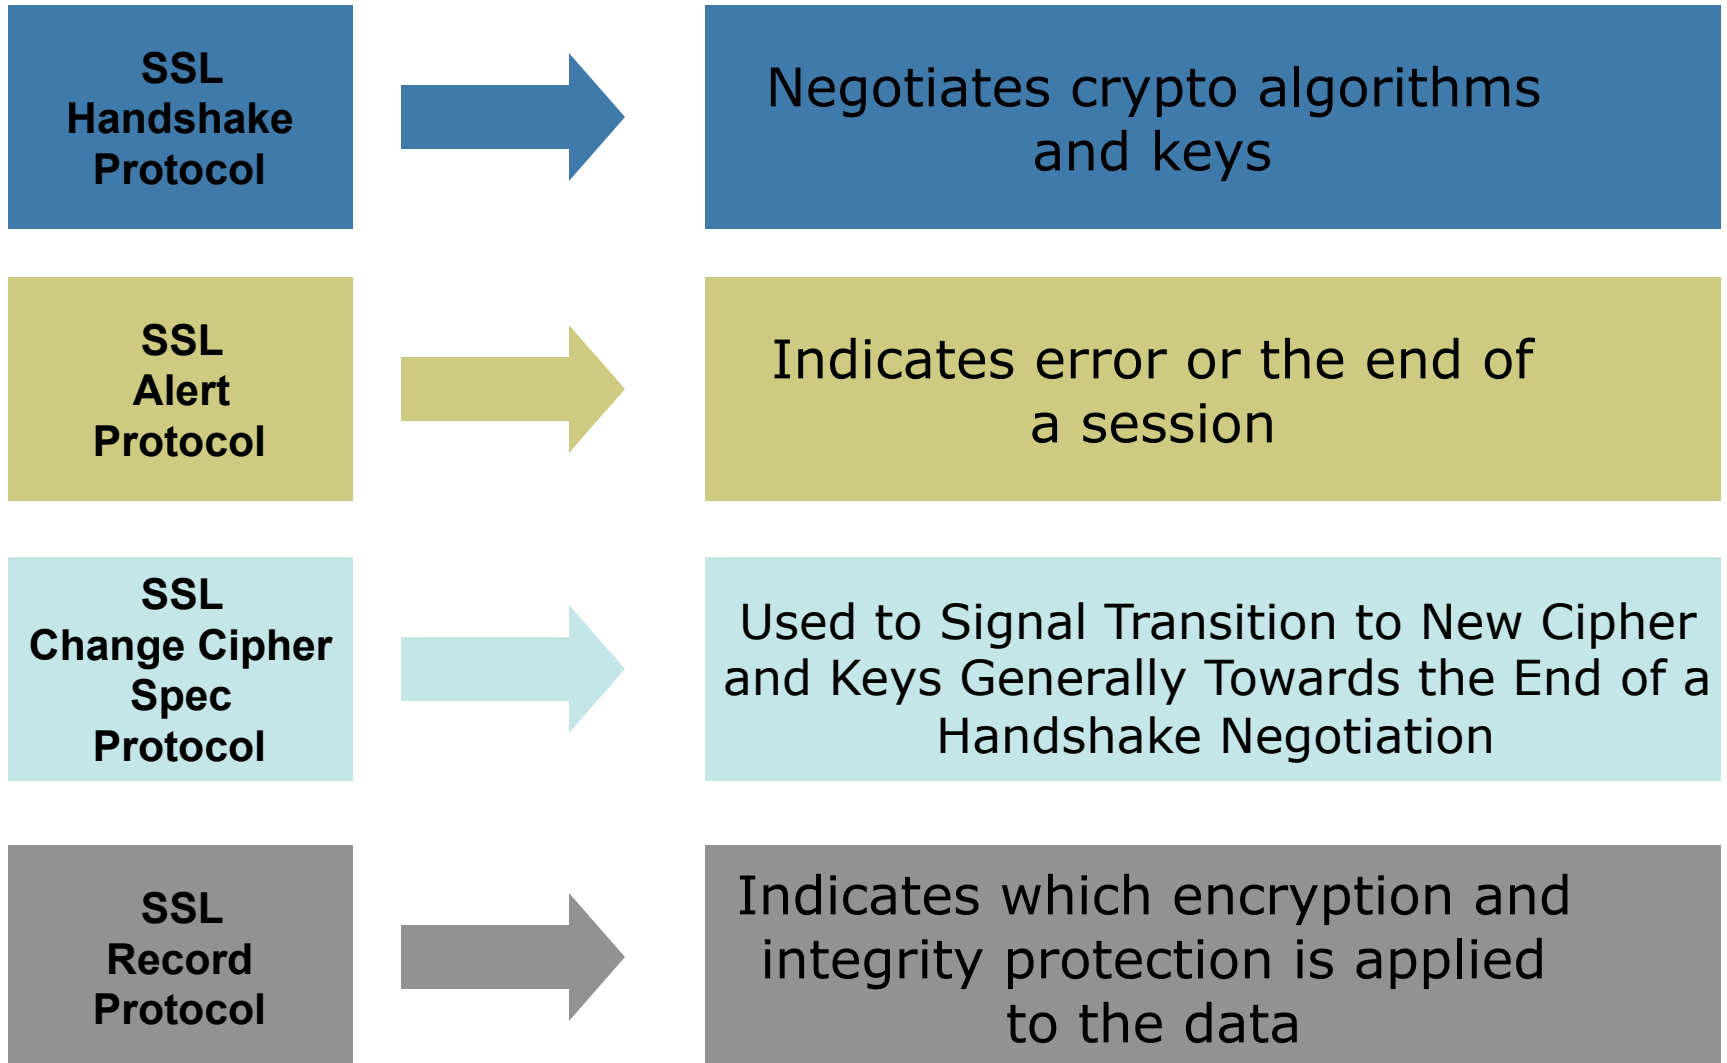 SSL
Handshake
Protocol
Negotiates crypto algorithms
and keys
SSL
Alert
Protocol
Indicates error or the end of
a session
SSL
Change Cipher
Spec
Protocol
Used to Signal Transition to New Cipher
and Keys Generally Towards the End of a
Handshake Negotiation
SSL
Record
Protocol
Indicates which encryption and
integrity protection is applied
to the data